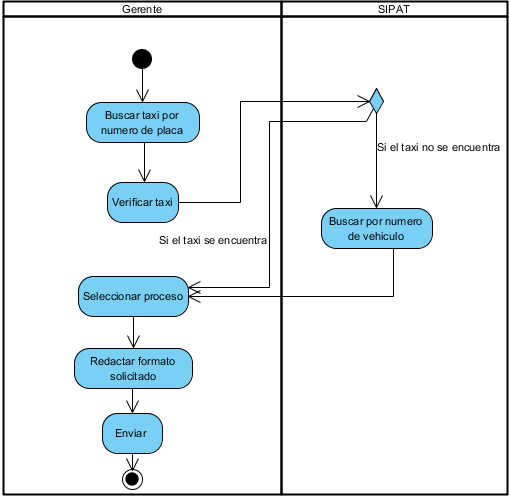 Gerente
SIPAT
Buscar taxi por
numero de placa
Verificar taxi
Si el taxi no se encuentra
Buscar por numero
de vehiculo
Si el taxi se encuentra
Seleccionar proceso
Redactar formato
solicitado
Enviar